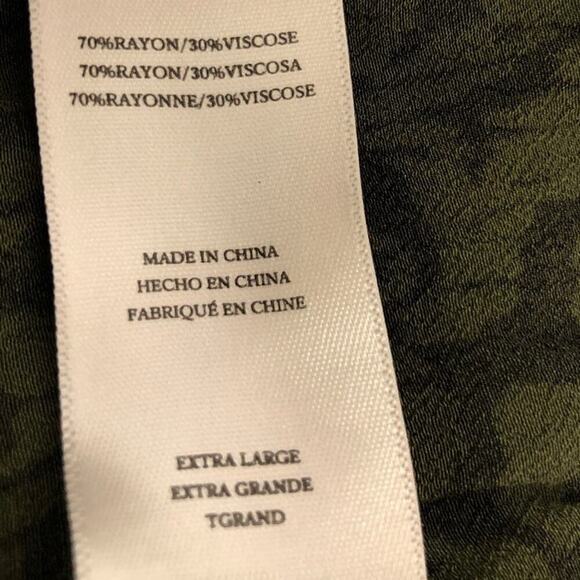 70%RAYON/30%VISCOSE
70%RAYON/30%VISCOSA
70%RAYONNE/30%VISCOSE
MADE IN CHINA
HECHO EN CHINA
FABRIQUÉ EN CHINE
EXTRA LARGE
EXTRA GRANDE
TGRAND